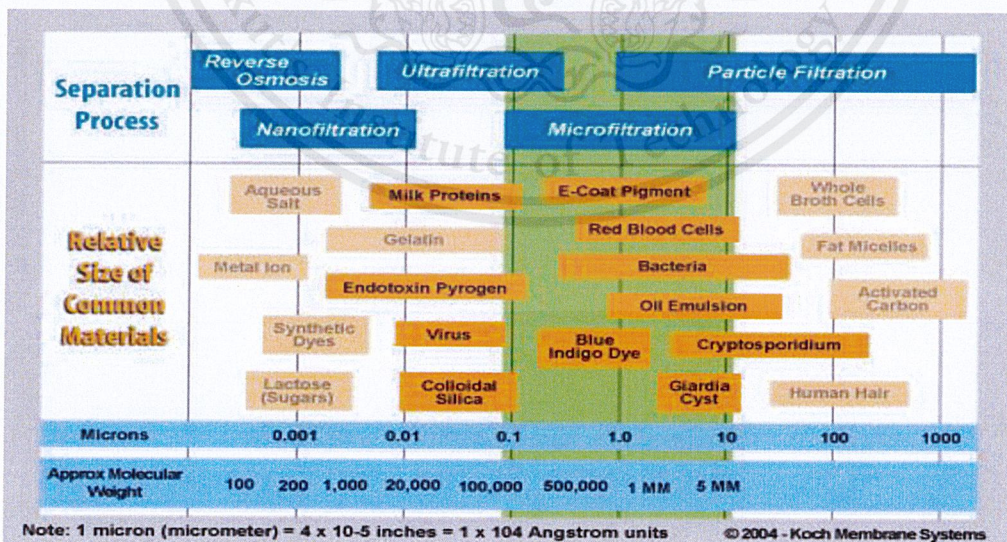 Institute of Technology
Separation
Process
Reverse
Osmosis
Ultrafiltration
Particle Filtration
Nanofiltration
Microfiltration
Relative
Size of
Common
Materials
Aqueous
Salt
Milk Proteins
E-Coat Pigment
Whole
Broth Cells
Gelatin
Red Blood Cells
Fat Micelles
Metal Ion
Bacteria
Endotoxin Pyrogen
Oil Emulsion
Activated
Carbon
Synthetic
Dyes
Virus
Blue
Indigo Dye
Cryptosporidium
Lactose
(Sugars)
Colloidal
Silica
Giardia
Cyst
Human Hair
Microns 0.001 0.01 0.1 1.0 10 100 1000
Approx Molecular
Weight
100 200 1,000 20,000 100,000 500,000 1 MM 5 MM
Note: 1 micron (micrometer) = 4 x 10-5 inches = 1 x 104 Angstrom units © 2004 - Koch Membrane Systems